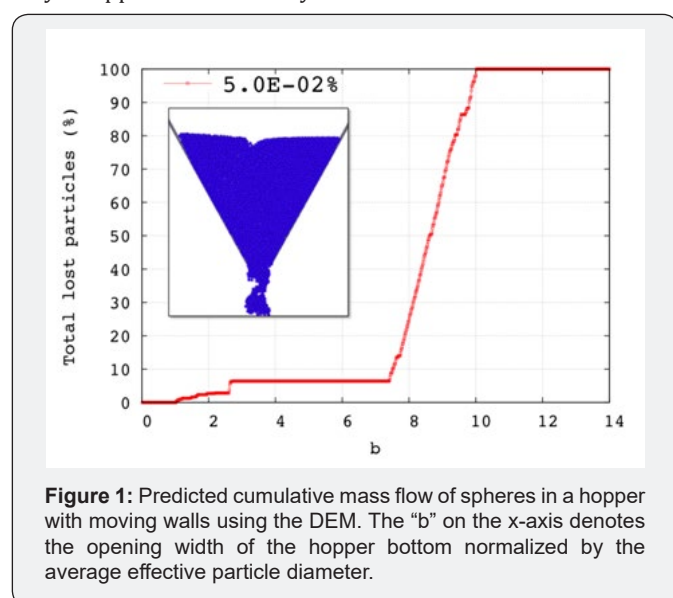 100
90
80
70
60
50
40
30
20
10
0
Total lost particles (%)
5.0E-02%
0 2 4 6 8 10 12 14
b
Figure 1: Predicted cumulative mass flow of spheres in a hopper
with moving walls using the DEM. The “b” on the x-axis denotes
the opening width of the hopper bottom normalized by the
average effective particle diameter.